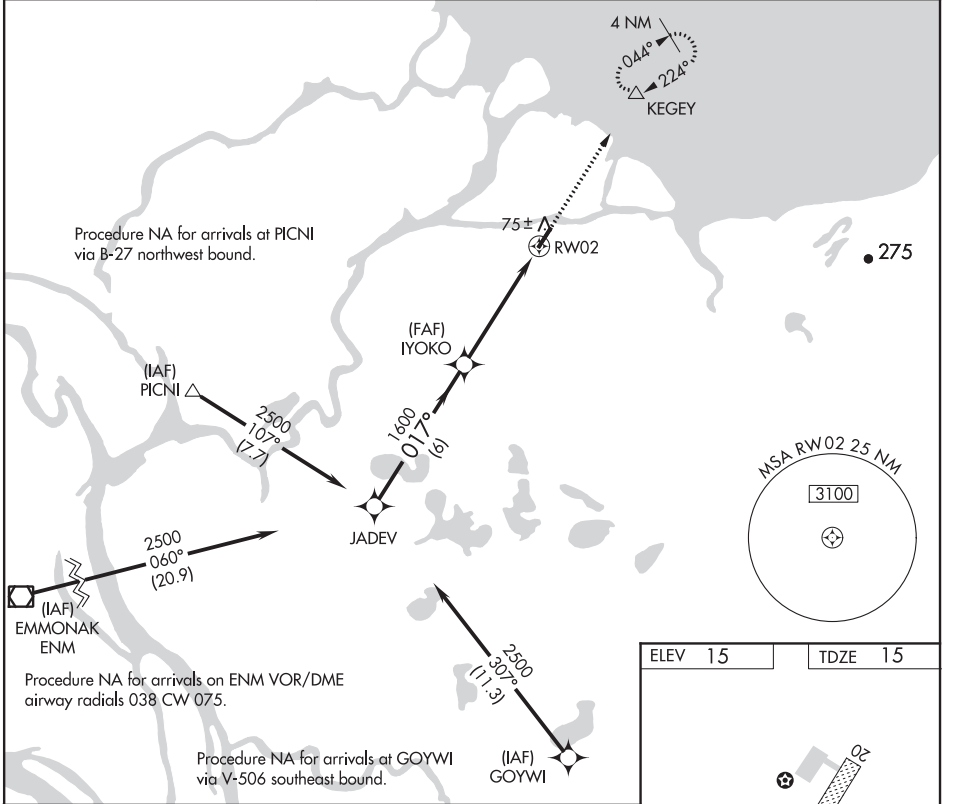 4 NM
044°
224°
KEGEY
75±
RW02
Procedure NA for arrivals at PICNI
via B-27 northwest bound.
275
(FAF)
IYOKO
(IAF)
PICNI
2500
107°
(7.7)
1600
017°
(6)
MSA RW02 25 NM
3100
JADEV
2500
060°
(20.9)
(IAF)
EMMONAK
ENM
2500
307°
(11.3)
Procedure NA for arrivals on ENM VOR/DME
airway radials 038 CW 075.
ELEV 15
TDZE 15
Procedure NA for arrivals at GOYWI
via V-506 southeast bound.
(IAF)
GOYWI
20